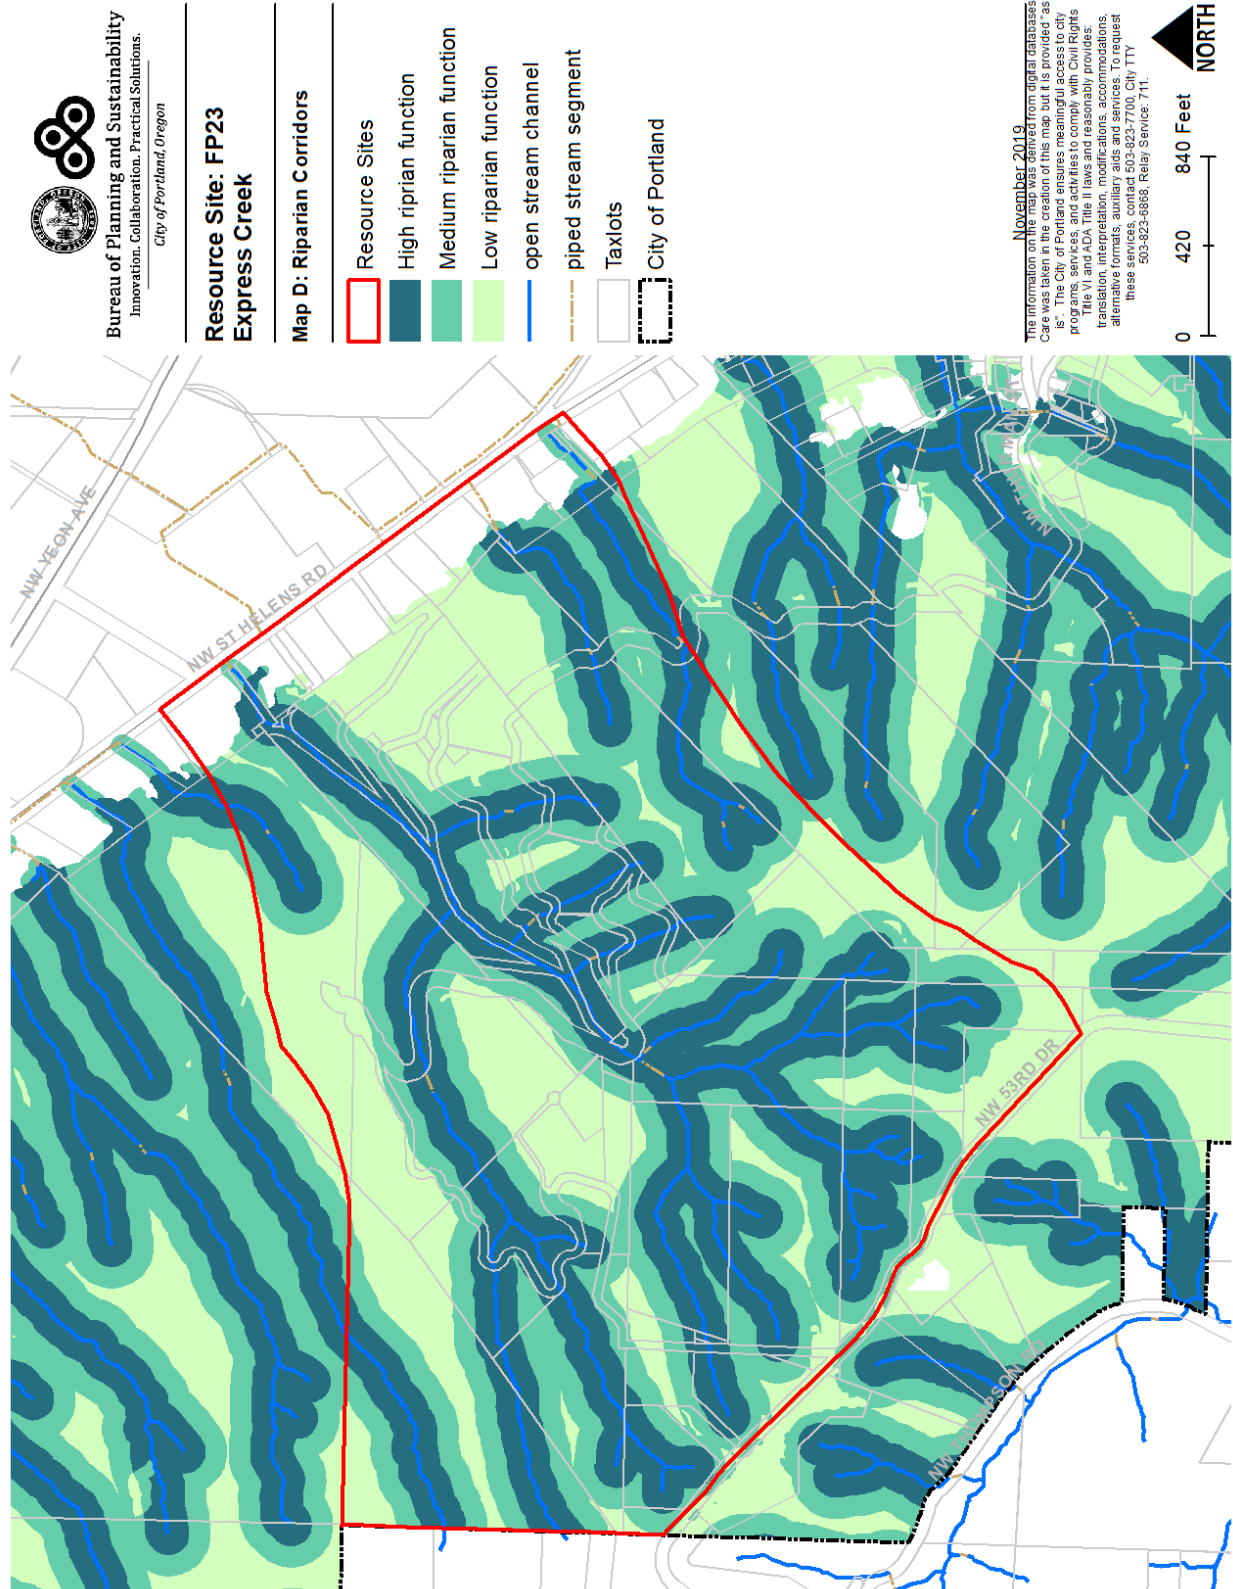 Bureau of Planning and Sustainability
Innovation. Collaboration. Practical Solutions.
City of Portland, Oregon
Resource Site: FP23
Express Creek
Map D: Riparian Corridors
Resource Sites
High riprian function
Medium riparian function
Low riparian function
open stream channel
piped stream segment
Taxlots
City of Portland
November 2019
The information on the map was derived from digital databases
Care was taken in the creation of this map but it is provided "as
is". The City of Portland ensures meaningful access to city
programs, services, and activities to comply with Civil Rights
Title VI and ADA Title II laws and reasonably provides:
translation, interpretation, modifications, accommodations,
alternative formats, auxiliary aids and services. To request
these services, contact 503-823-7700, City TTY
503-823-6868, Relay Service: 711.
0 420 840 Feet
NORTH
NW YEON AVE
NW ST HELENS RD
NW 53RD DR
NW THOMPSON RD